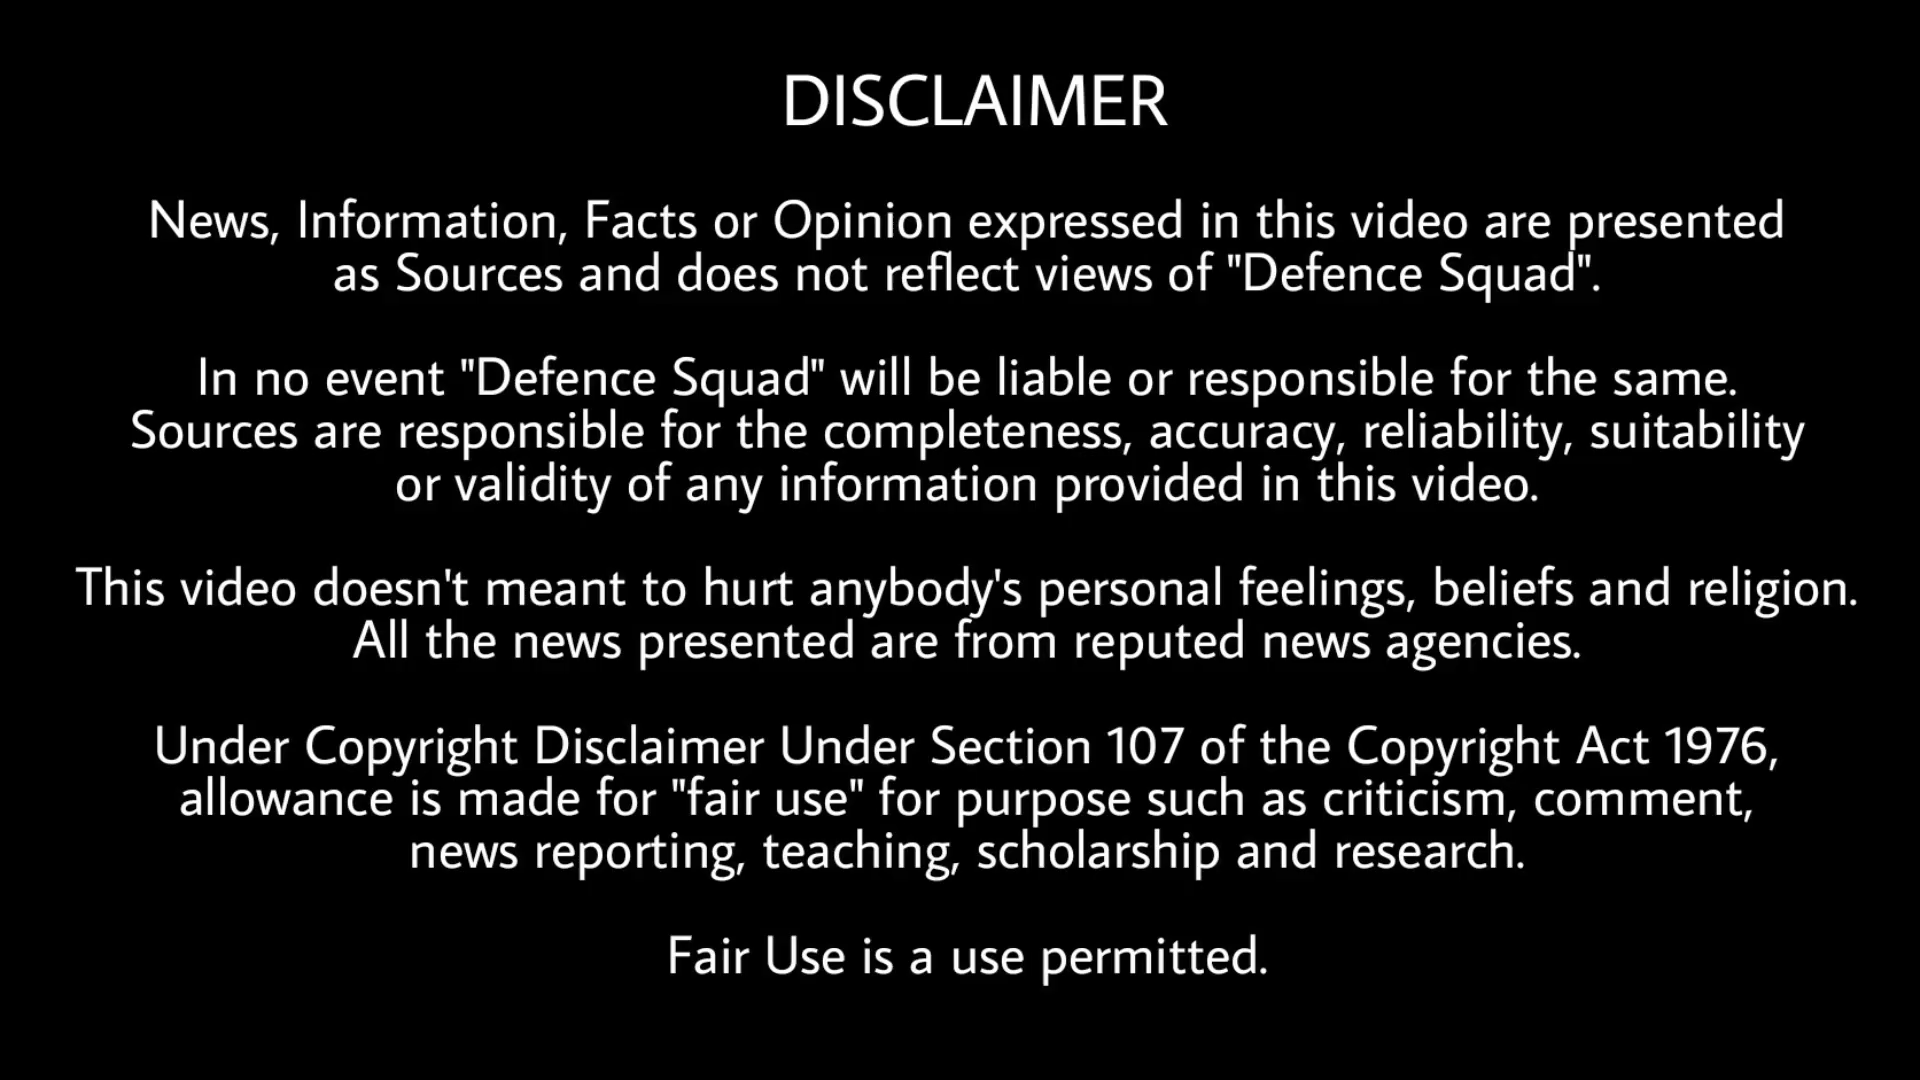 DISCLAIMER
News, Information, Facts or Opinion expressed in this video are presented
as Sources and does not reflect views of "Defence Squad".
In no event "Defence Squad" will be liable or responsible for the same.
Sources are responsible for the completeness, accuracy, reliability, suitability
or validity of any information provided in this video.
This video doesn't meant to hurt anybody's personal feelings, beliefs and religion.
All the news presented are from reputed news agencies.
Under Copyright Disclaimer Under Section 107 of the Copyright Act 1976,
allowance is made for "fair use" for purpose such as criticism, comment,
news reporting, teaching, scholarship and research.
Fair Use is a use permitted.